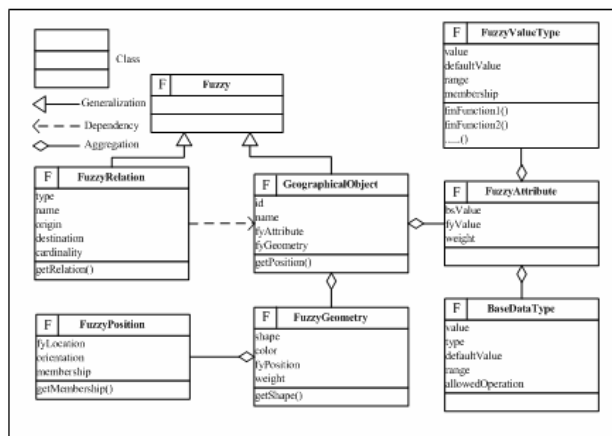 Class
Generalization
Dependency
Aggregation
F Fuzzy
F FuzzyValueType
value
defaultValue
range
membership
fmFunction1()
fmFunction2()
......()
F FuzzyRelation
type
name
origin
destination
cardinality
getRelation()
F GeographicalObject
id
name
fyAttribute
fyGeometry
getPosition()
F FuzzyAttribute
bsValue
fyValue
weight
F FuzzyPosition
fyLocation
orientation
membership
getMembership()
F FuzzyGeometry
shape
color
fyPosition
weight
getShape()
F BaseDataType
value
type
defaultValue
range
allowedOperation